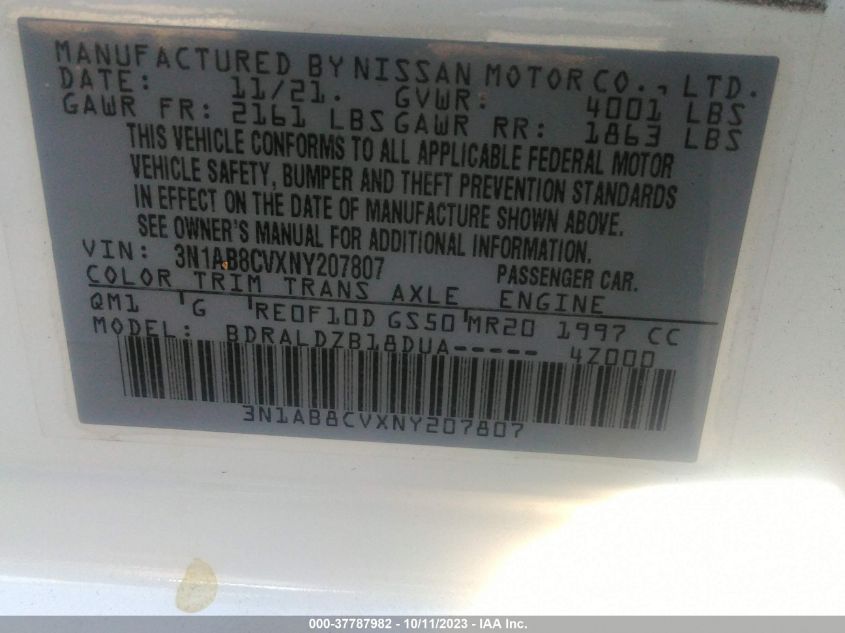 MANUFACTURED BY NISSAN MOTOR CO., LTD.
DATE: 11/21. GVWR: 4001 LBS
GAWR FR: 2161 LBS GAWR RR: 1863 LBS
THIS VEHICLE CONFORMS TO ALL APPLICABLE FEDERAL MOTOR
VEHICLE SAFETY, BUMPER AND THEFT PREVENTION STANDARDS
IN EFFECT ON THE DATE OF MANUFACTURE SHOWN ABOVE.
SEE OWNER'S MANUAL FOR ADDITIONAL INFORMATION.
VIN: 3N1AB8CVXNY207807 PASSENGER CAR.
COLOR TRIM TRANS AXLE ENGINE
QM1 G RE0F10D GS50 MR20 1997 CC
MODEL: BDRALDZB18DUA----- 4Z000
3N1AB8CVXNY207807
000-37787982 - 10/11/2023 - IAA Inc.